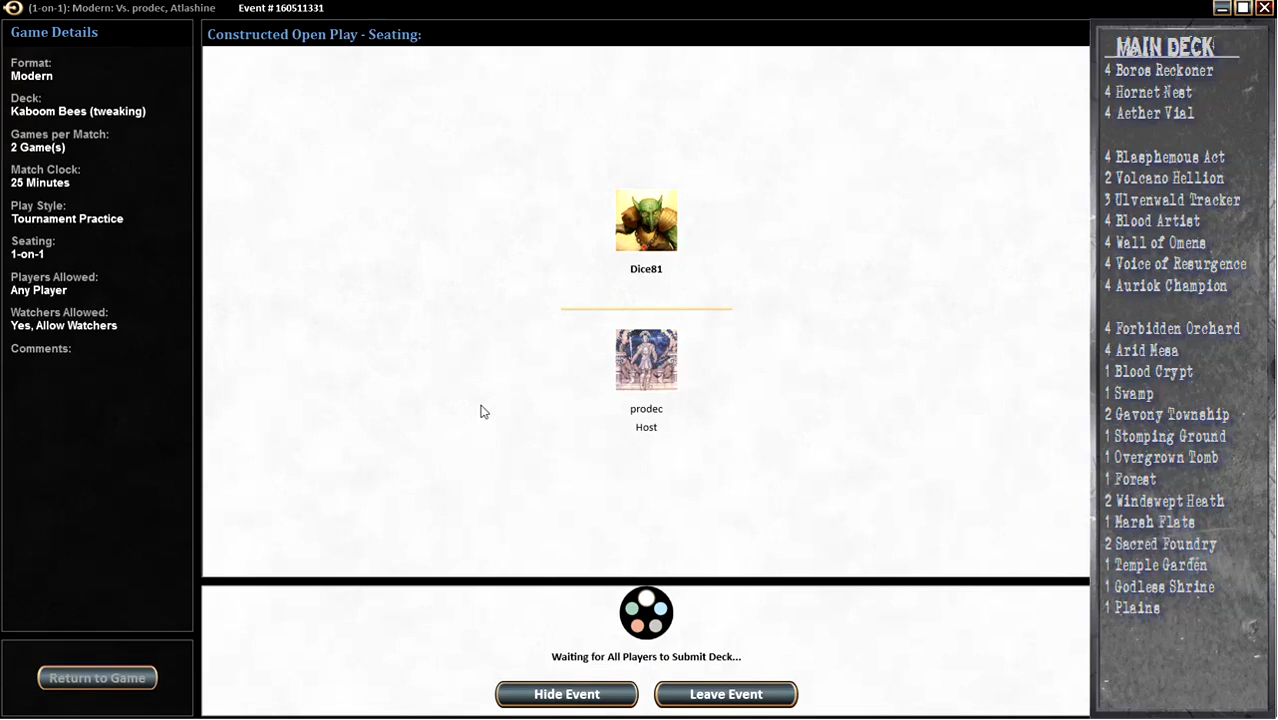 (1-on-1): Modern: Vs. prodec, Atlashine
Event # 160511331
Game Details
Format:
Modern
Deck:
Kaboom Bees (tweaking)
Games per Match:
2 Game(s)
Match Clock:
25 Minutes
Play Style:
Tournament Practice
Seating:
1-on-1
Players Allowed:
Any Player
Watchers Allowed:
Yes, Allow Watchers
Comments:
Return to Game
Constructed Open Play - Seating:
Dice81
prodec
Host
Waiting for All Players to Submit Deck...
Hide Event
Leave Event
MAIN DECK
4 Boros Reckoner
4 Hornet Nest
4 Aether Vial
4 Blasphemous Act
2 Volcano Hellion
3 Ulvenwald Tracker
4 Blood Artist
4 Wall of Omens
4 Voice of Resurgence
4 Auriok Champion
4 Forbidden Orchard
4 Arid Mesa
1 Blood Crypt
1 Swamp
2 Gavony Township
1 Stomping Ground
1 Overgrown Tomb
1 Forest
2 Windswept Heath
1 Marsh Flats
2 Sacred Foundry
1 Temple Garden
1 Godless Shrine
1 Plains